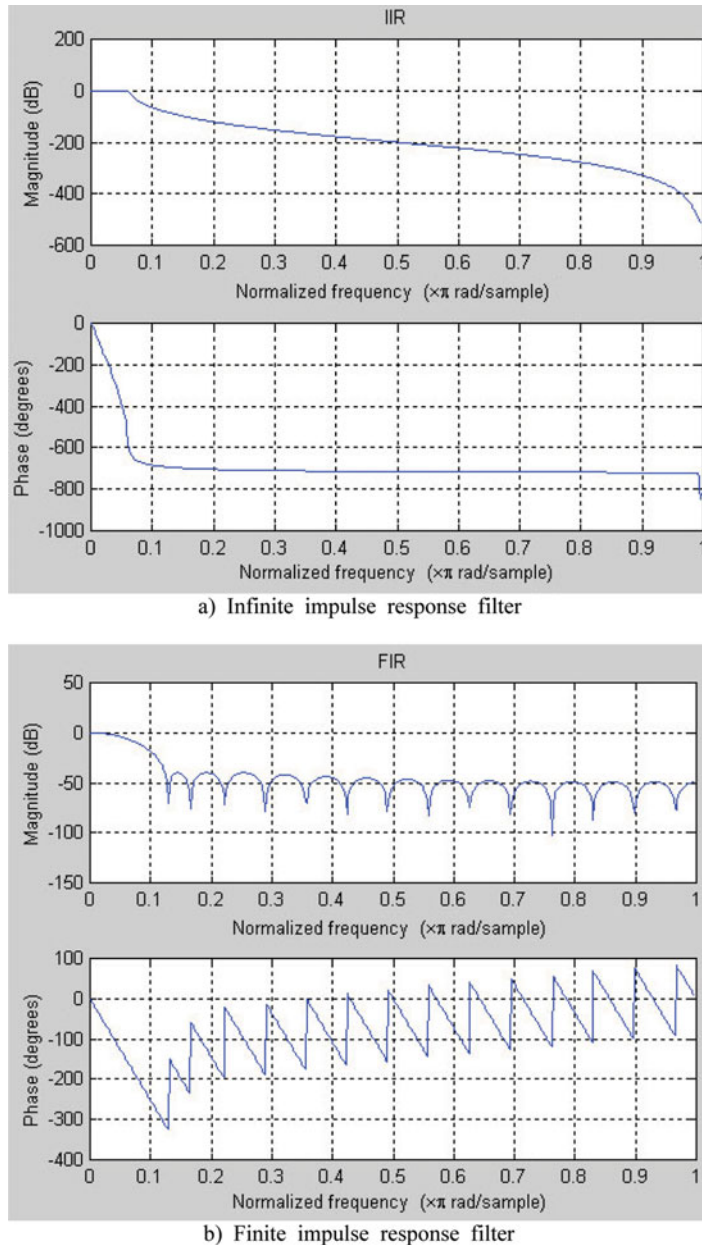 IIR
Magnitude (dB)
200
0
-200
-400
-600
0 0.1 0.2 0.3 0.4 0.5 0.6 0.7 0.8 0.9 1
Normalized frequency (×π rad/sample)
Phase (degrees)
0
-200
-400
-600
-800
-1000
0 0.1 0.2 0.3 0.4 0.5 0.6 0.7 0.8 0.9 1
Normalized frequency (×π rad/sample)
a) Infinite impulse response filter
FIR
Magnitude (dB)
50
0
-50
-100
-150
0 0.1 0.2 0.3 0.4 0.5 0.6 0.7 0.8 0.9 1
Normalized frequency (×π rad/sample)
Phase (degrees)
100
0
-100
-200
-300
-400
0 0.1 0.2 0.3 0.4 0.5 0.6 0.7 0.8 0.9 1
Normalized frequency (×π rad/sample)
b) Finite impulse response filter